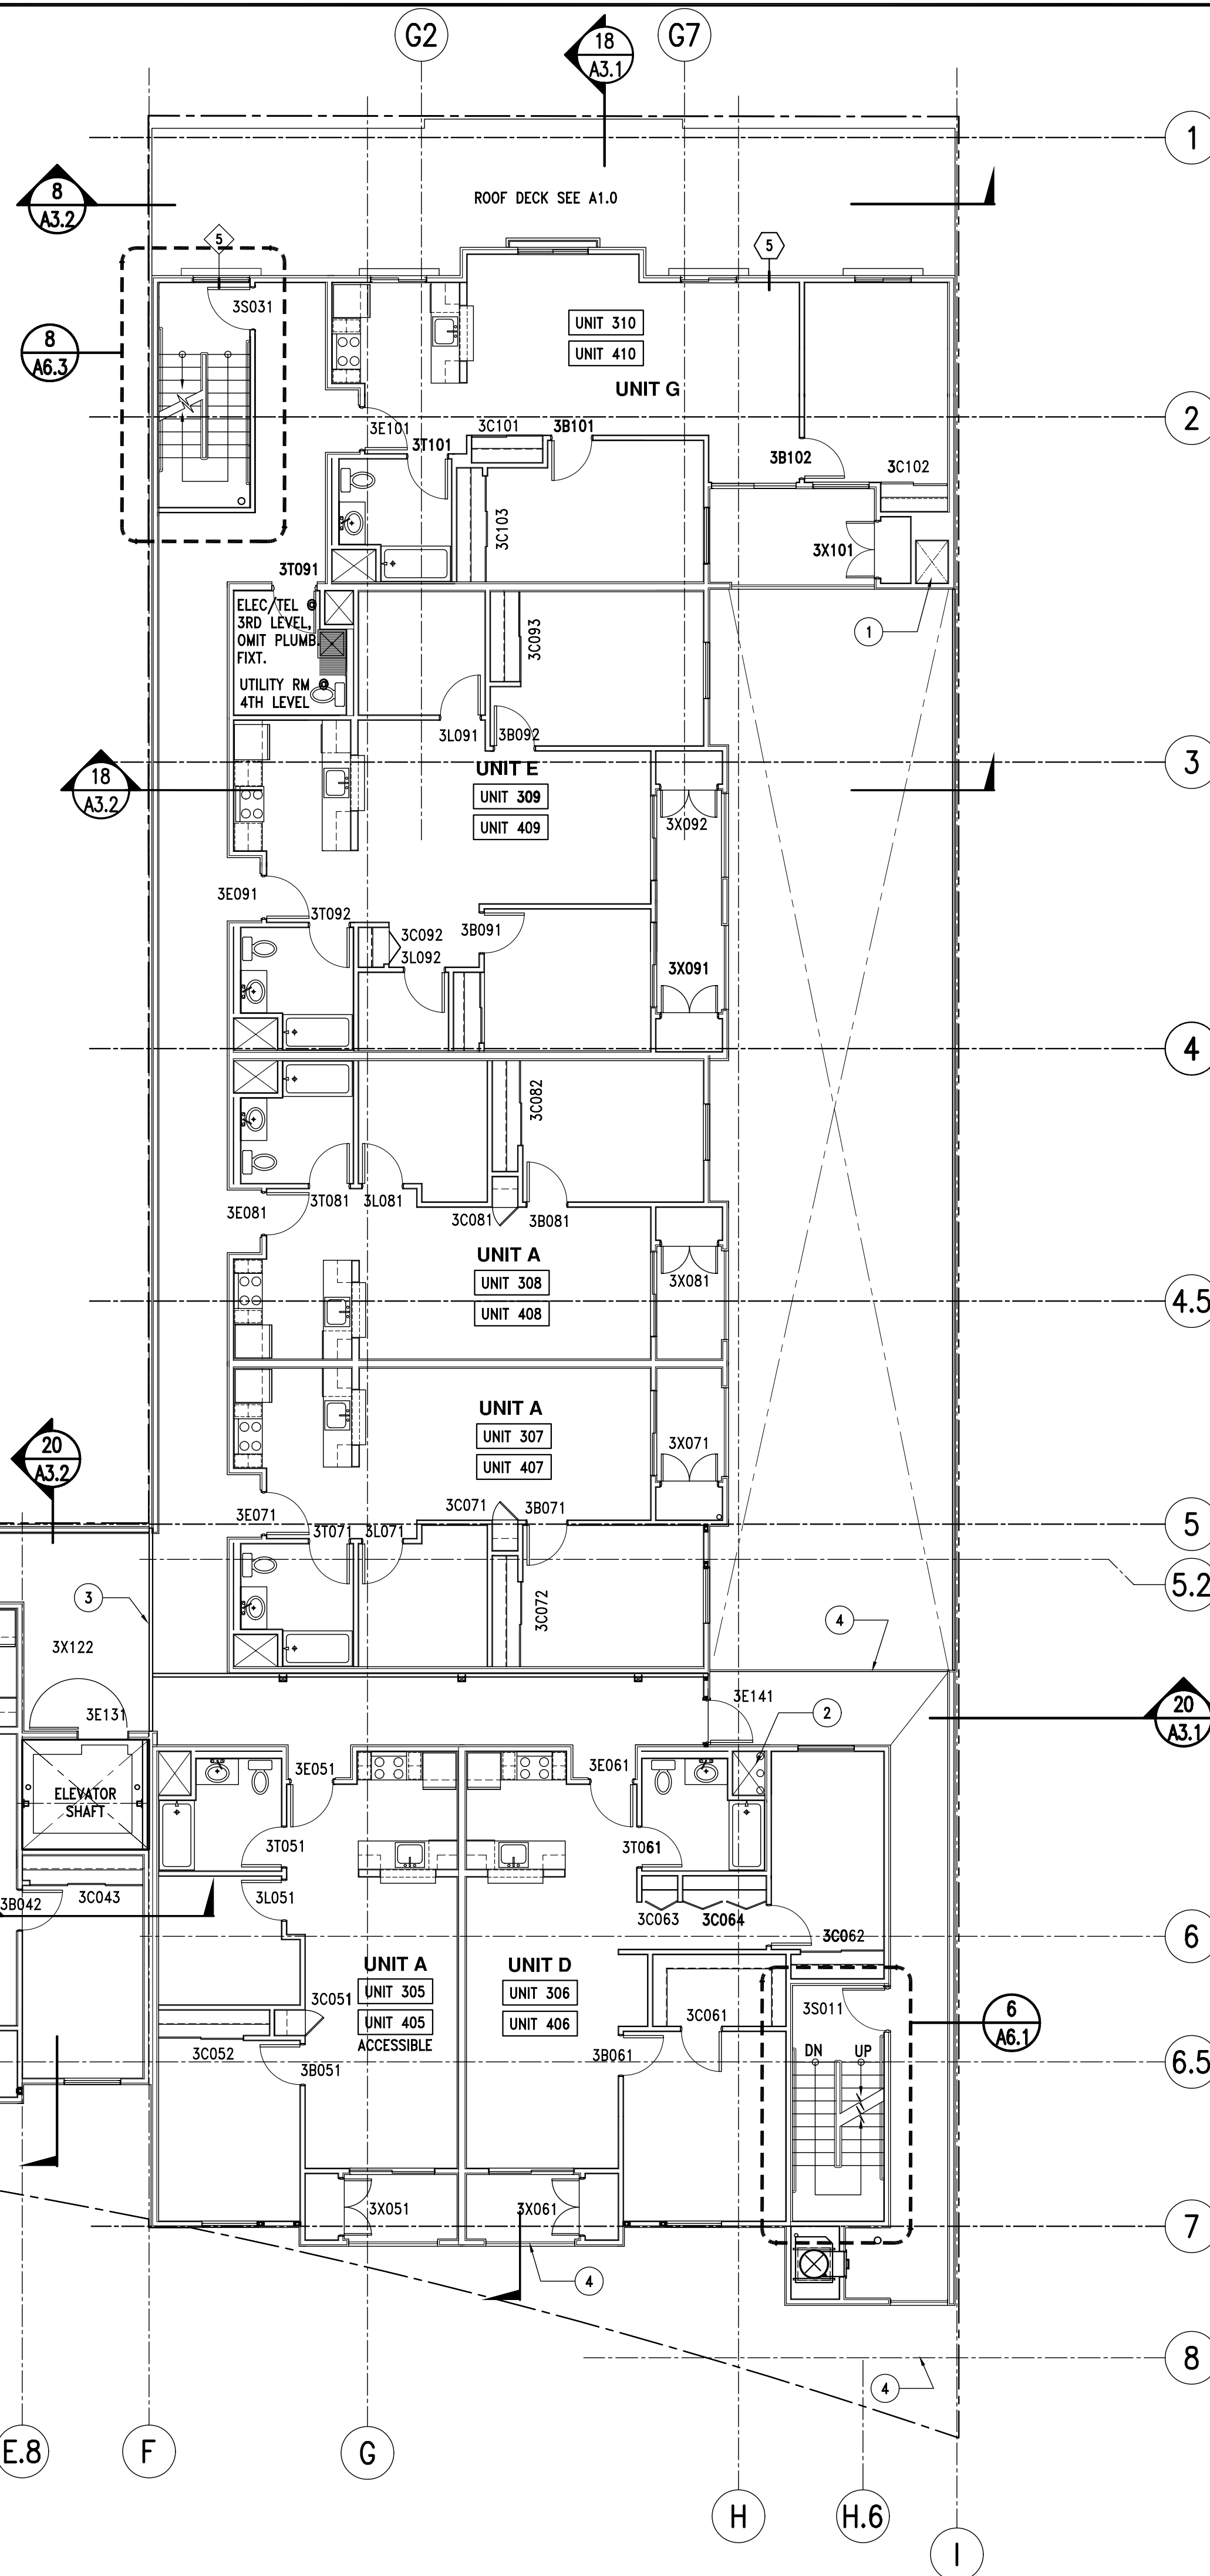 G2
18
A3.1
G7
1
8
A3.2
ROOF DECK SEE A1.0
5
5
3S031
8
A6.3
UNIT 310
UNIT 410
UNIT G
2
3E101
3T101
3C101
3B101
3B102
3C102
3C103
3X101
3T091
1
ELEC/TEL
3RD LEVEL,
OMIT PLUMB.
FIXT.
UTILITY RM
4TH LEVEL
3C093
3L091
3B092
3
18
A3.2
UNIT E
UNIT 309
UNIT 409
3X092
3E091
3T092
3C092
3L092
3B091
3X091
4
3C082
3E081
3T081
3L081
3C081
3B081
UNIT A
UNIT 308
UNIT 408
3X081
4.5
UNIT A
UNIT 307
UNIT 407
3X071
20
A3.2
3E071
3T071
3L071
3C071
3B071
5
5.2
3C072
3
4
3X122
3E131
3E141
2
20
A3.1
ELEVATOR
SHAFT
3E051
3E061
3T051
3T061
3B042
3C043
3L051
3C063
3C064
3C062
6
UNIT A
UNIT 305
UNIT 405
ACCESSIBLE
UNIT D
UNIT 306
UNIT 406
3C051
3C061
3S011
6
A6.1
3C052
3B051
3B061
DN
UP
6.5
3X051
3X061
7
4
8
4
E.8
F
G
H
H.6
I